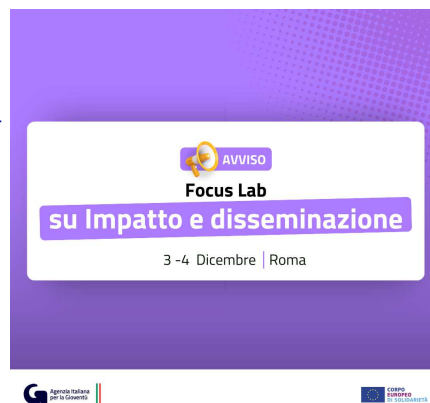 AVVISO
Focus Lab
su Impatto e disseminazione
3 -4 Dicembre | Roma
Agenzia Italiana
per la Gioventù
CORPO
EUROPEO
DI SOLIDARIETÀ